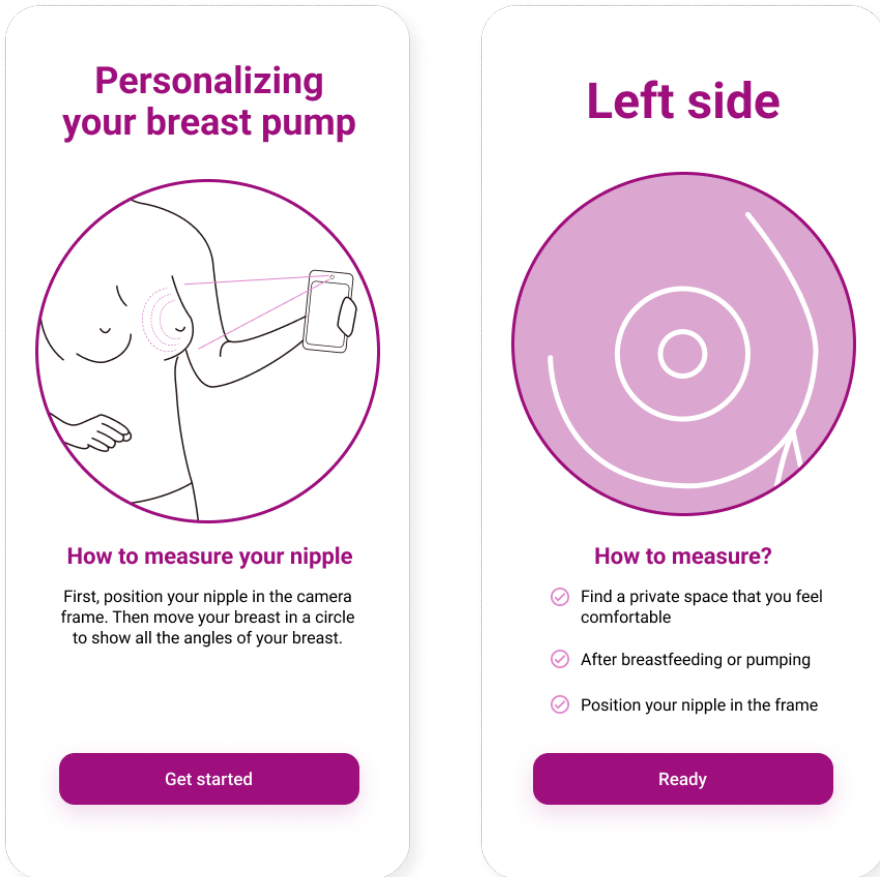 Personalizing
your breast pump
How to measure your nipple
First, position your nipple in the camera
frame. Then move your breast in a circle
to show all the angles of your breast.
Get started
Left side
How to measure?
Find a private space that you feel
comfortable
After breastfeeding or pumping
Position your nipple in the frame
Ready